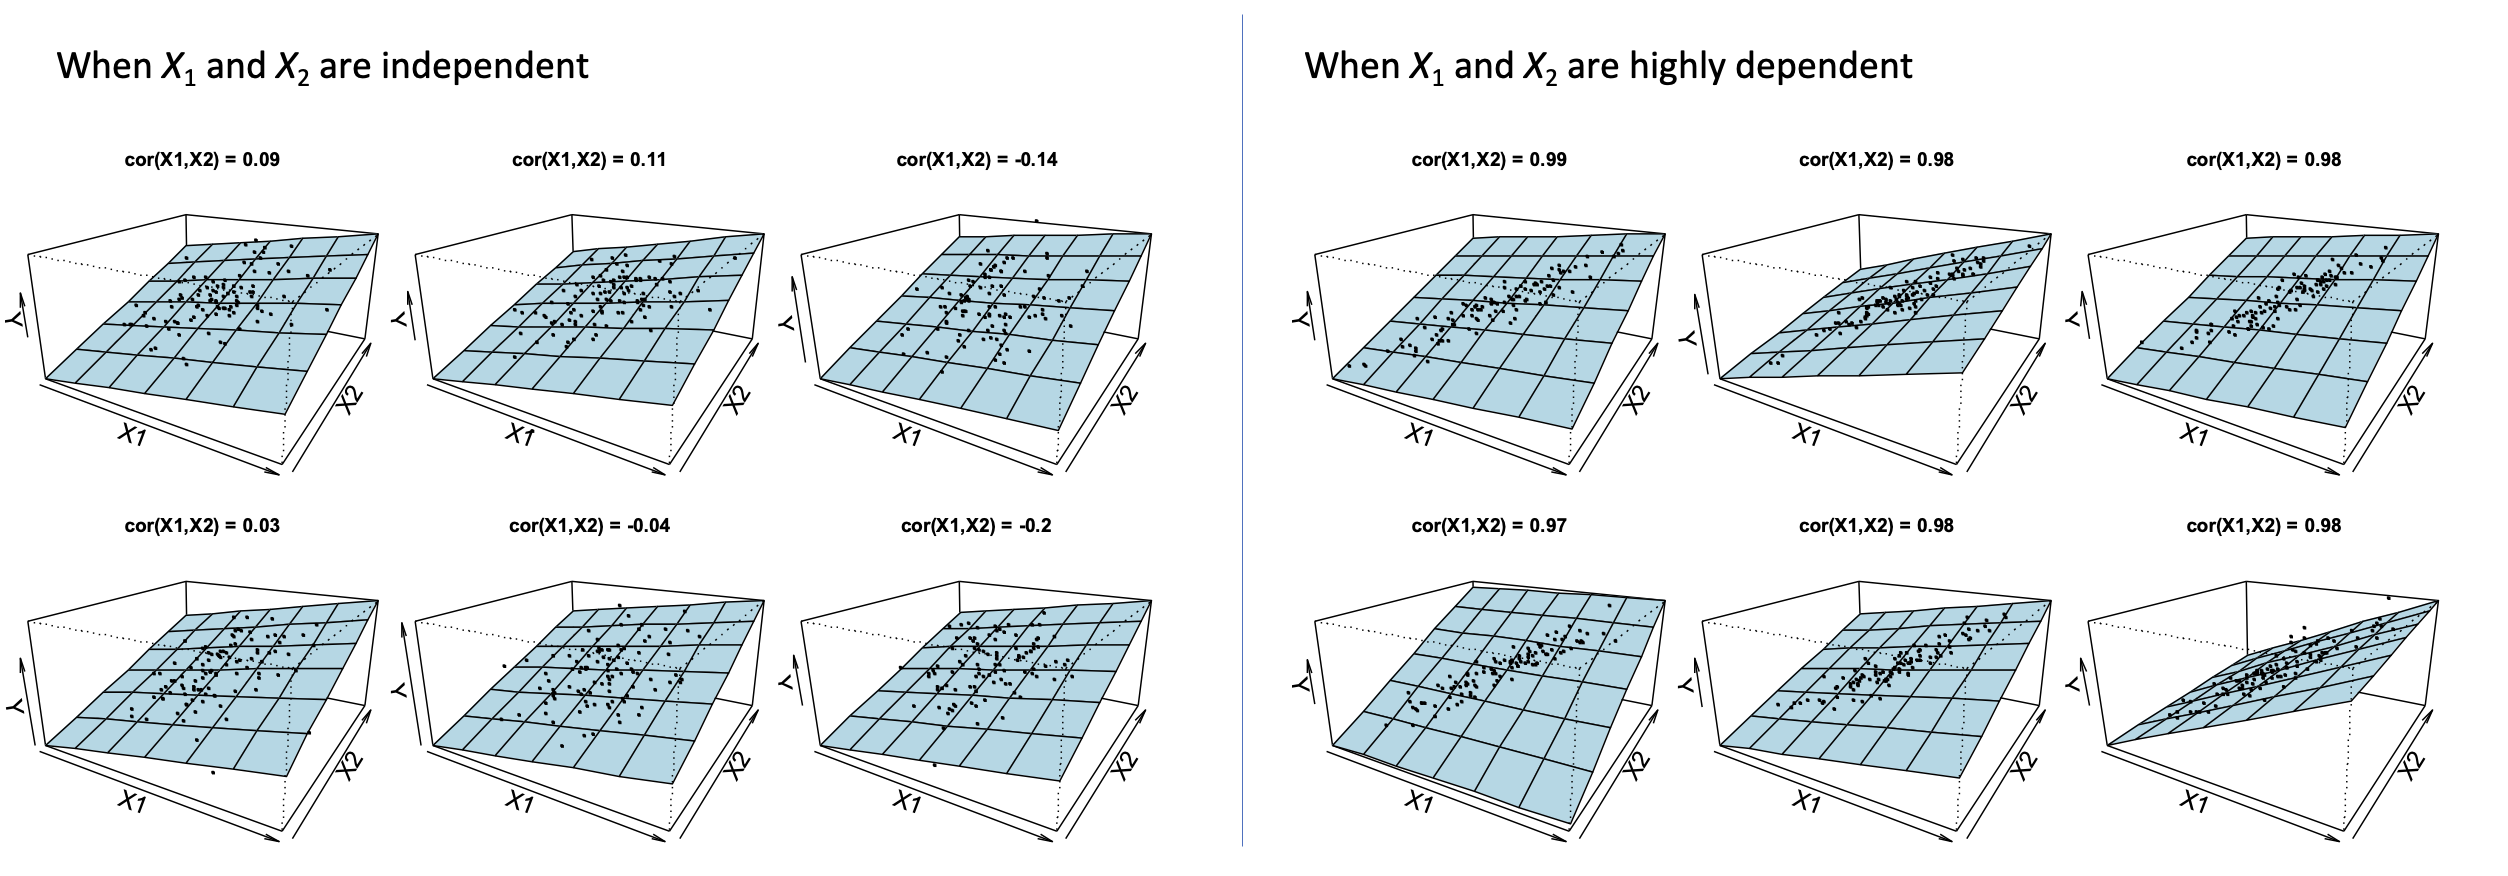 When X1 and X2 are independent
cor(X1,X2) = 0.09
cor(X1,X2) = 0.11
cor(X1,X2) = -0.14
Y
X1
X2
Y
X1
X2
Y
X1
X2
cor(X1,X2) = 0.03
cor(X1,X2) = -0.04
cor(X1,X2) = -0.2
Y
X1
X2
Y
X1
X2
Y
X1
X2
When X1 and X2 are highly dependent
cor(X1,X2) = 0.99
cor(X1,X2) = 0.98
cor(X1,X2) = 0.98
Y
X1
X2
Y
X1
X2
Y
X1
X2
cor(X1,X2) = 0.97
cor(X1,X2) = 0.98
cor(X1,X2) = 0.98
Y
X1
X2
Y
X1
X2
Y
X1
X2